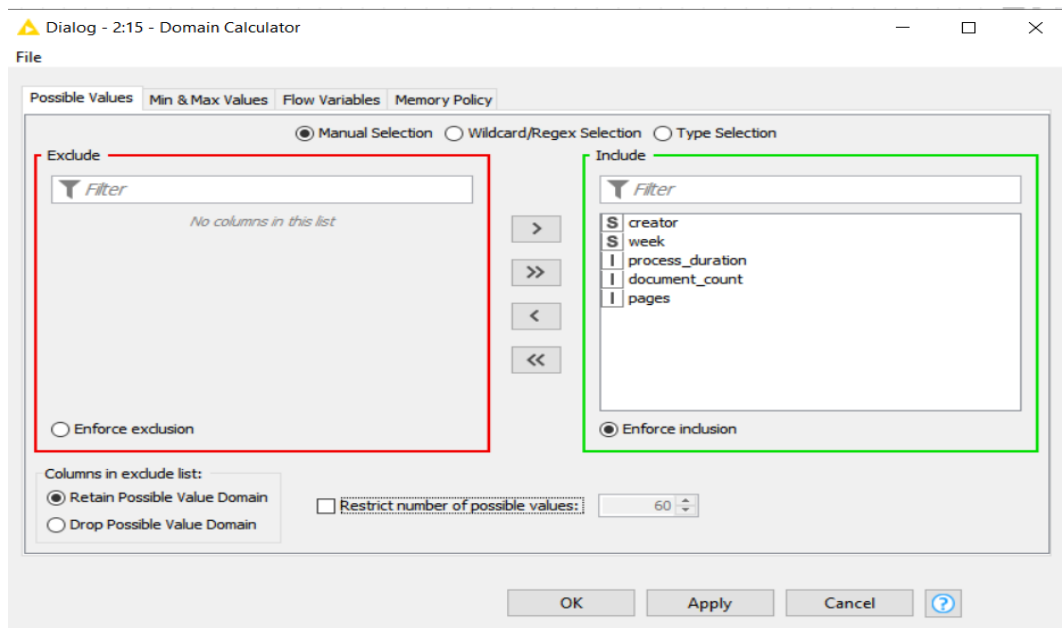 Dialog - 2:15 - Domain Calculator
File
Possible Values Min & Max Values Flow Variables Memory Policy
Manual Selection Wildcard/Regex Selection Type Selection
Exclude
Filter
No columns in this list
Enforce exclusion
>
>>
<
<<
Include
Filter
S creator
S week
I process_duration
I document_count
I pages
Enforce inclusion
Columns in exclude list:
Retain Possible Value Domain
Drop Possible Value Domain
Restrict number of possible values: 60
OK Apply Cancel ?